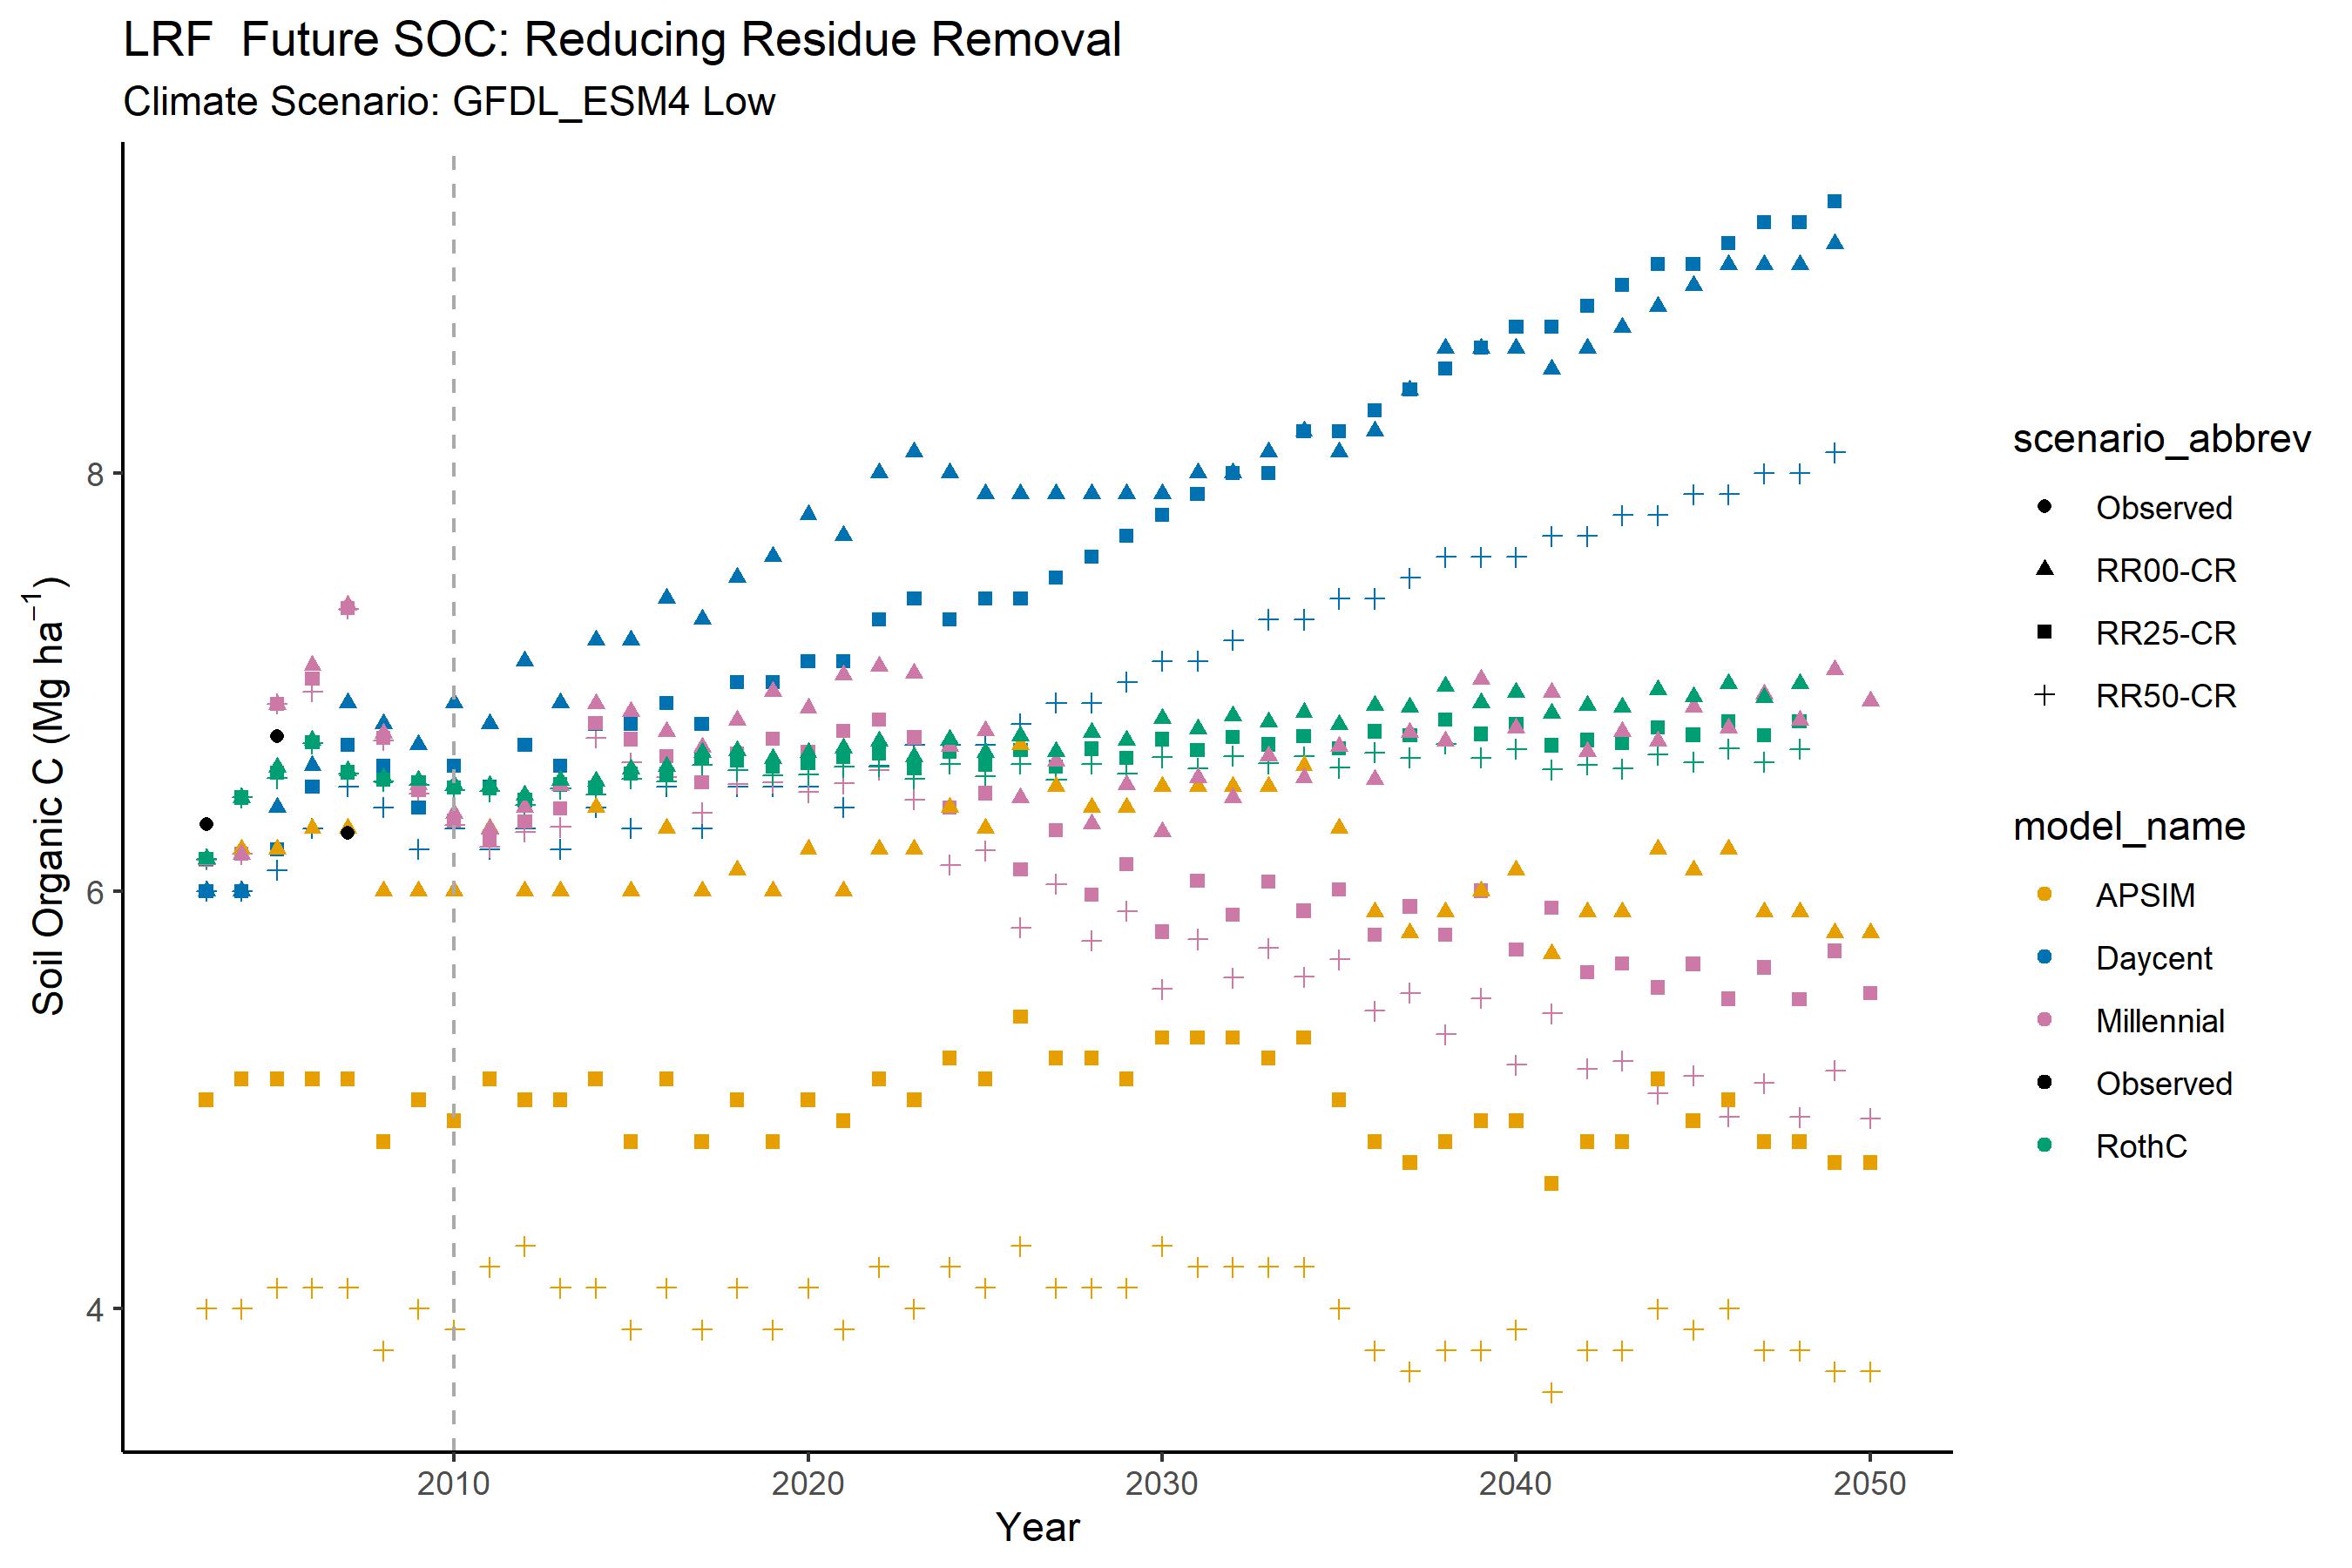 LRF  Future SOC: Reducing Residue Removal
Climate Scenario: GFDL_ESM4 Low
Soil Organic C (Mg ha⁻¹)
8
6
4
2010
2020
2030
2040
2050
Year
scenario_abbrev
Observed
RR00-CR
RR25-CR
RR50-CR
model_name
APSIM
Daycent
Millennial
Observed
RothC